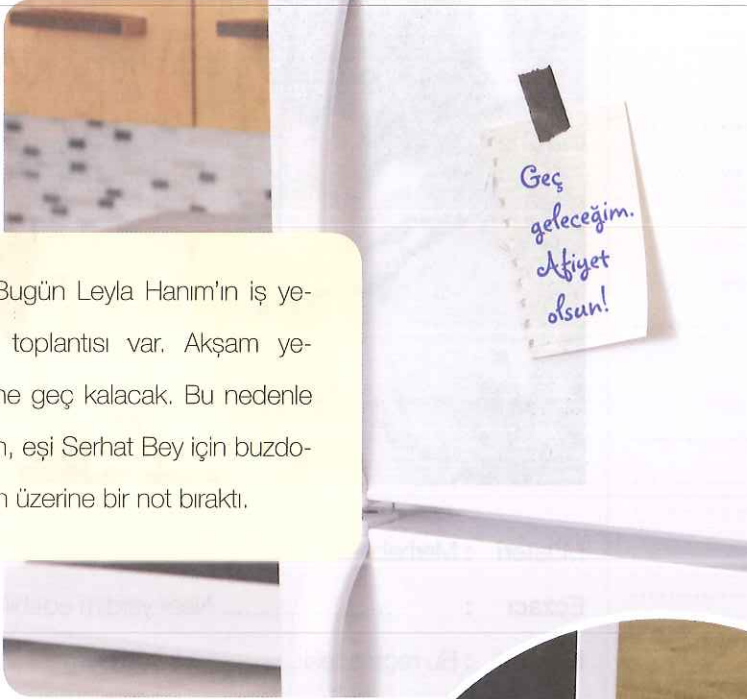 Geç
geleceğim.
Afiyet
olsun!
Bugün Leyla Hanım'ın iş ye-
toplantısı var. Akşam ye-
ne geç kalacak. Bu nedenle
n, eşi Serhat Bey için buzdo-
n üzerine bir not bıraktı.
Eczacı :